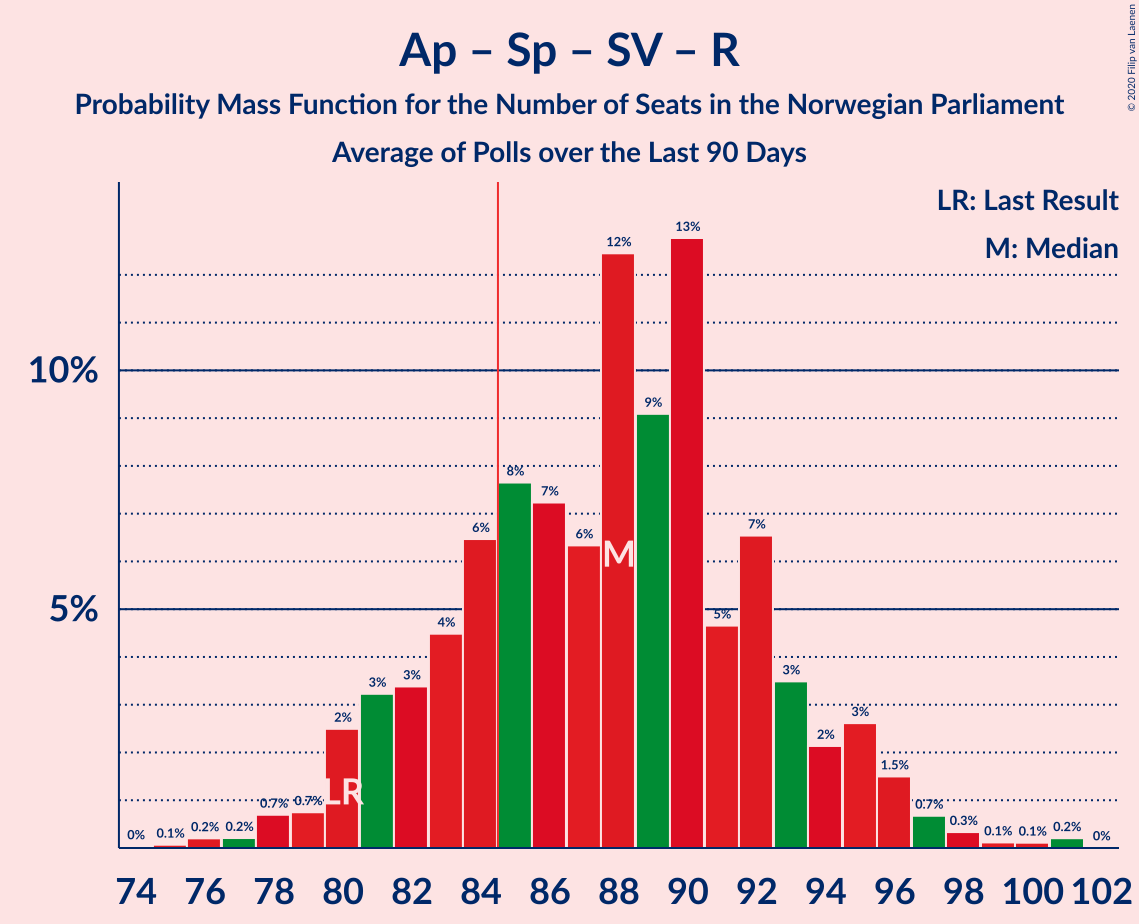 Ap – Sp – SV – R
Probability Mass Function for the Number of Seats in the Norwegian Parliament
Average of Polls over the Last 90 Days
© 2020 Filip van Laenen
LR: Last Result
M: Median
10%
5%
0% 0.1% 0.2% 0.2% 0.7% 0.7% 2% 3% 3% 4% 6% 8% 7% 6% 12% 9% 13% 5% 7% 3% 2% 3% 1.5% 0.7% 0.3% 0.1% 0.1% 0.2% 0%
LR
M
74 76 78 80 82 84 86 88 90 92 94 96 98 100 102